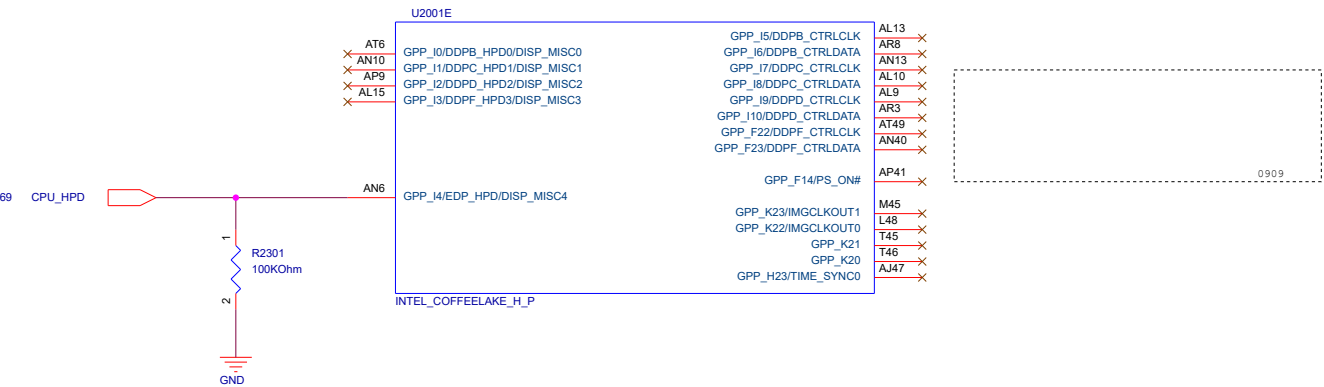 U2001E
AT6 GPP_I0/DDPB_HPD0/DISP_MISC0
AN10 GPP_I1/DDPC_HPD1/DISP_MISC1
AP9 GPP_I2/DDPD_HPD2/DISP_MISC2
AL15 GPP_I3/DDPF_HPD3/DISP_MISC3
GPP_I5/DDPB_CTRLCLK AL13
GPP_I6/DDPB_CTRLDATA AR8
GPP_I7/DDPC_CTRLCLK AN13
GPP_I8/DDPC_CTRLDATA AL10
GPP_I9/DDPD_CTRLCLK AL9
GPP_I10/DDPD_CTRLDATA AR3
GPP_F22/DDPF_CTRLCLK AT49
GPP_F23/DDPF_CTRLDATA AN40
GPP_F14/PS_ON# AP41
0909
69 CPU_HPD
AN6 GPP_I4/EDP_HPD/DISP_MISC4
GPP_K23/IMGCLKOUT1 M45
GPP_K22/IMGCLKOUT0 L48
GPP_K21 T45
GPP_K20 T46
GPP_H23/TIME_SYNC0 AJ47
1
R2301
100KOhm
2
INTEL_COFFEELAKE_H_P
GND